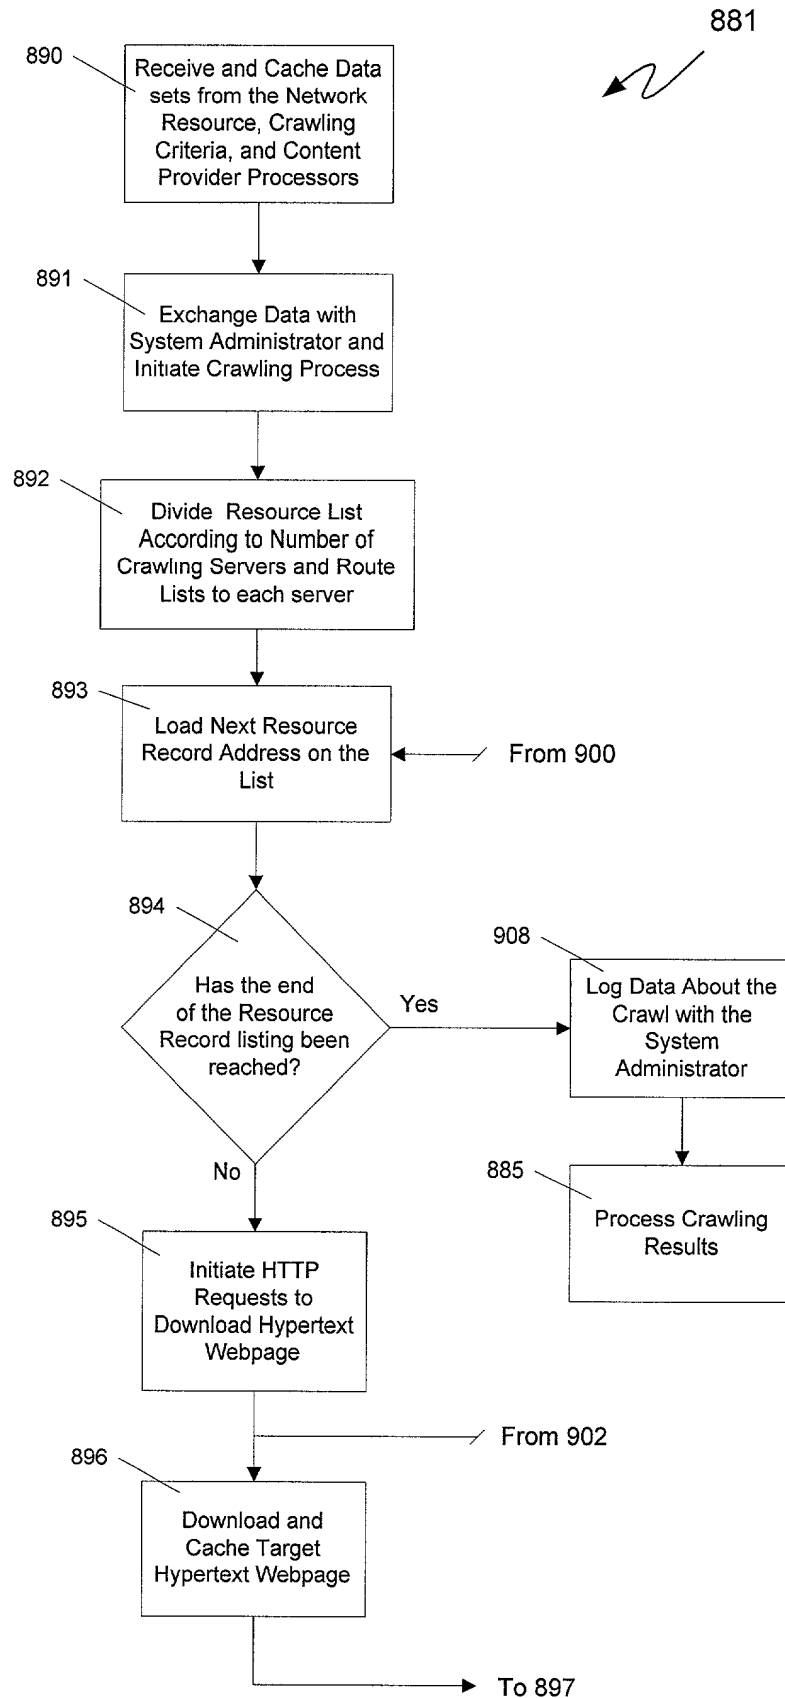 881
890
Receive and Cache Data
sets from the Network
Resource, Crawling
Criteria, and Content
Provider Processors
891
Exchange Data with
System Administrator and
Initiate Crawling Process
892
Divide Resource List
According to Number of
Crawling Servers and Route
Lists to each server
893
Load Next Resource
Record Address on the
List
From 900
894
Has the end
of the Resource
Record listing been
reached?
Yes
908
Log Data About the
Crawl with the
System
Administrator
No
885
Process Crawling
Results
895
Initiate HTTP
Requests to
Download Hypertext
Webpage
From 902
896
Download and
Cache Target
Hypertext Webpage
To 897